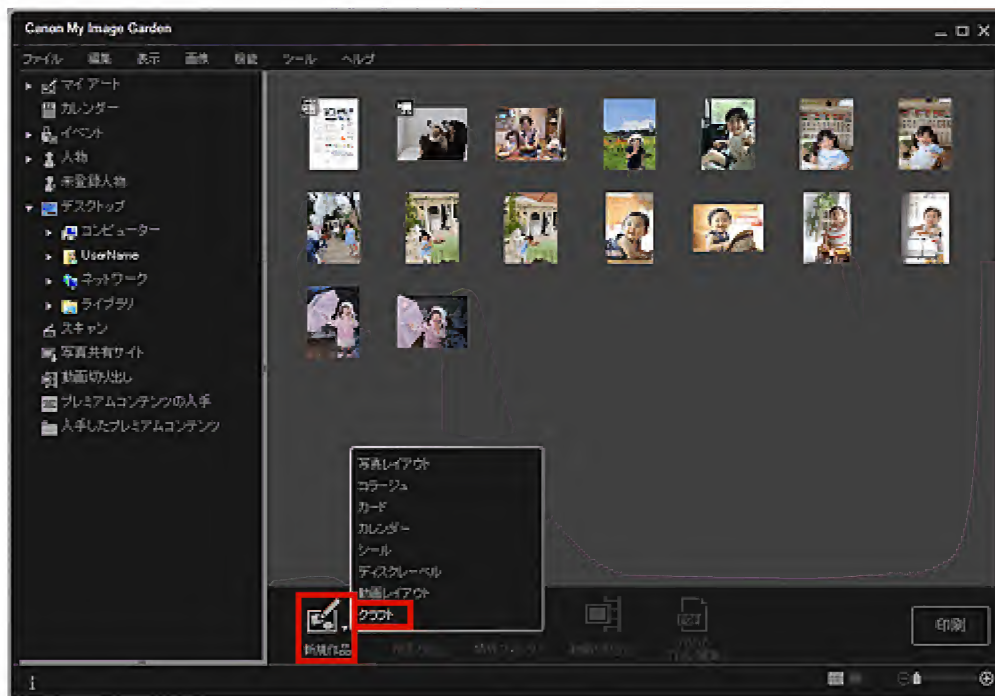 Canon My Image Garden
ファイル 編集 表示 画像 機能 ツール ヘルプ
マイ アート
カレンダー
イベント
人物
未登録人物
デスクトップ
コンピューター
UserName
ネットワーク
ライブラリ
スキャン
写真共有サイト
動画切り出し
プレミアムコンテンツの入手
入手したプレミアムコンテンツ
写真レイアウト
コラージュ
カード
カレンダー
シール
ディスクレーベル
動画レイアウト
クラフト
新規作品
印刷